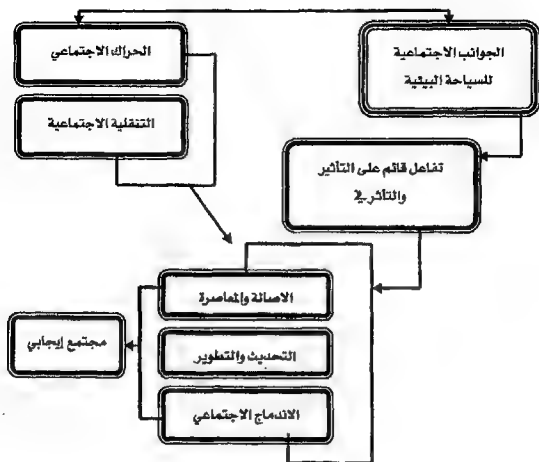 الجوانب الاجتماعية
للسياحة البيئية
الحراك الاجتماعي
التنقلية الاجتماعية
تفاعل قائم على التأثير
والتأثر في
الاصالة والمعاصرة
التحديث والتطوير
الاندماج الاجتماعي
مجتمع إيجابي